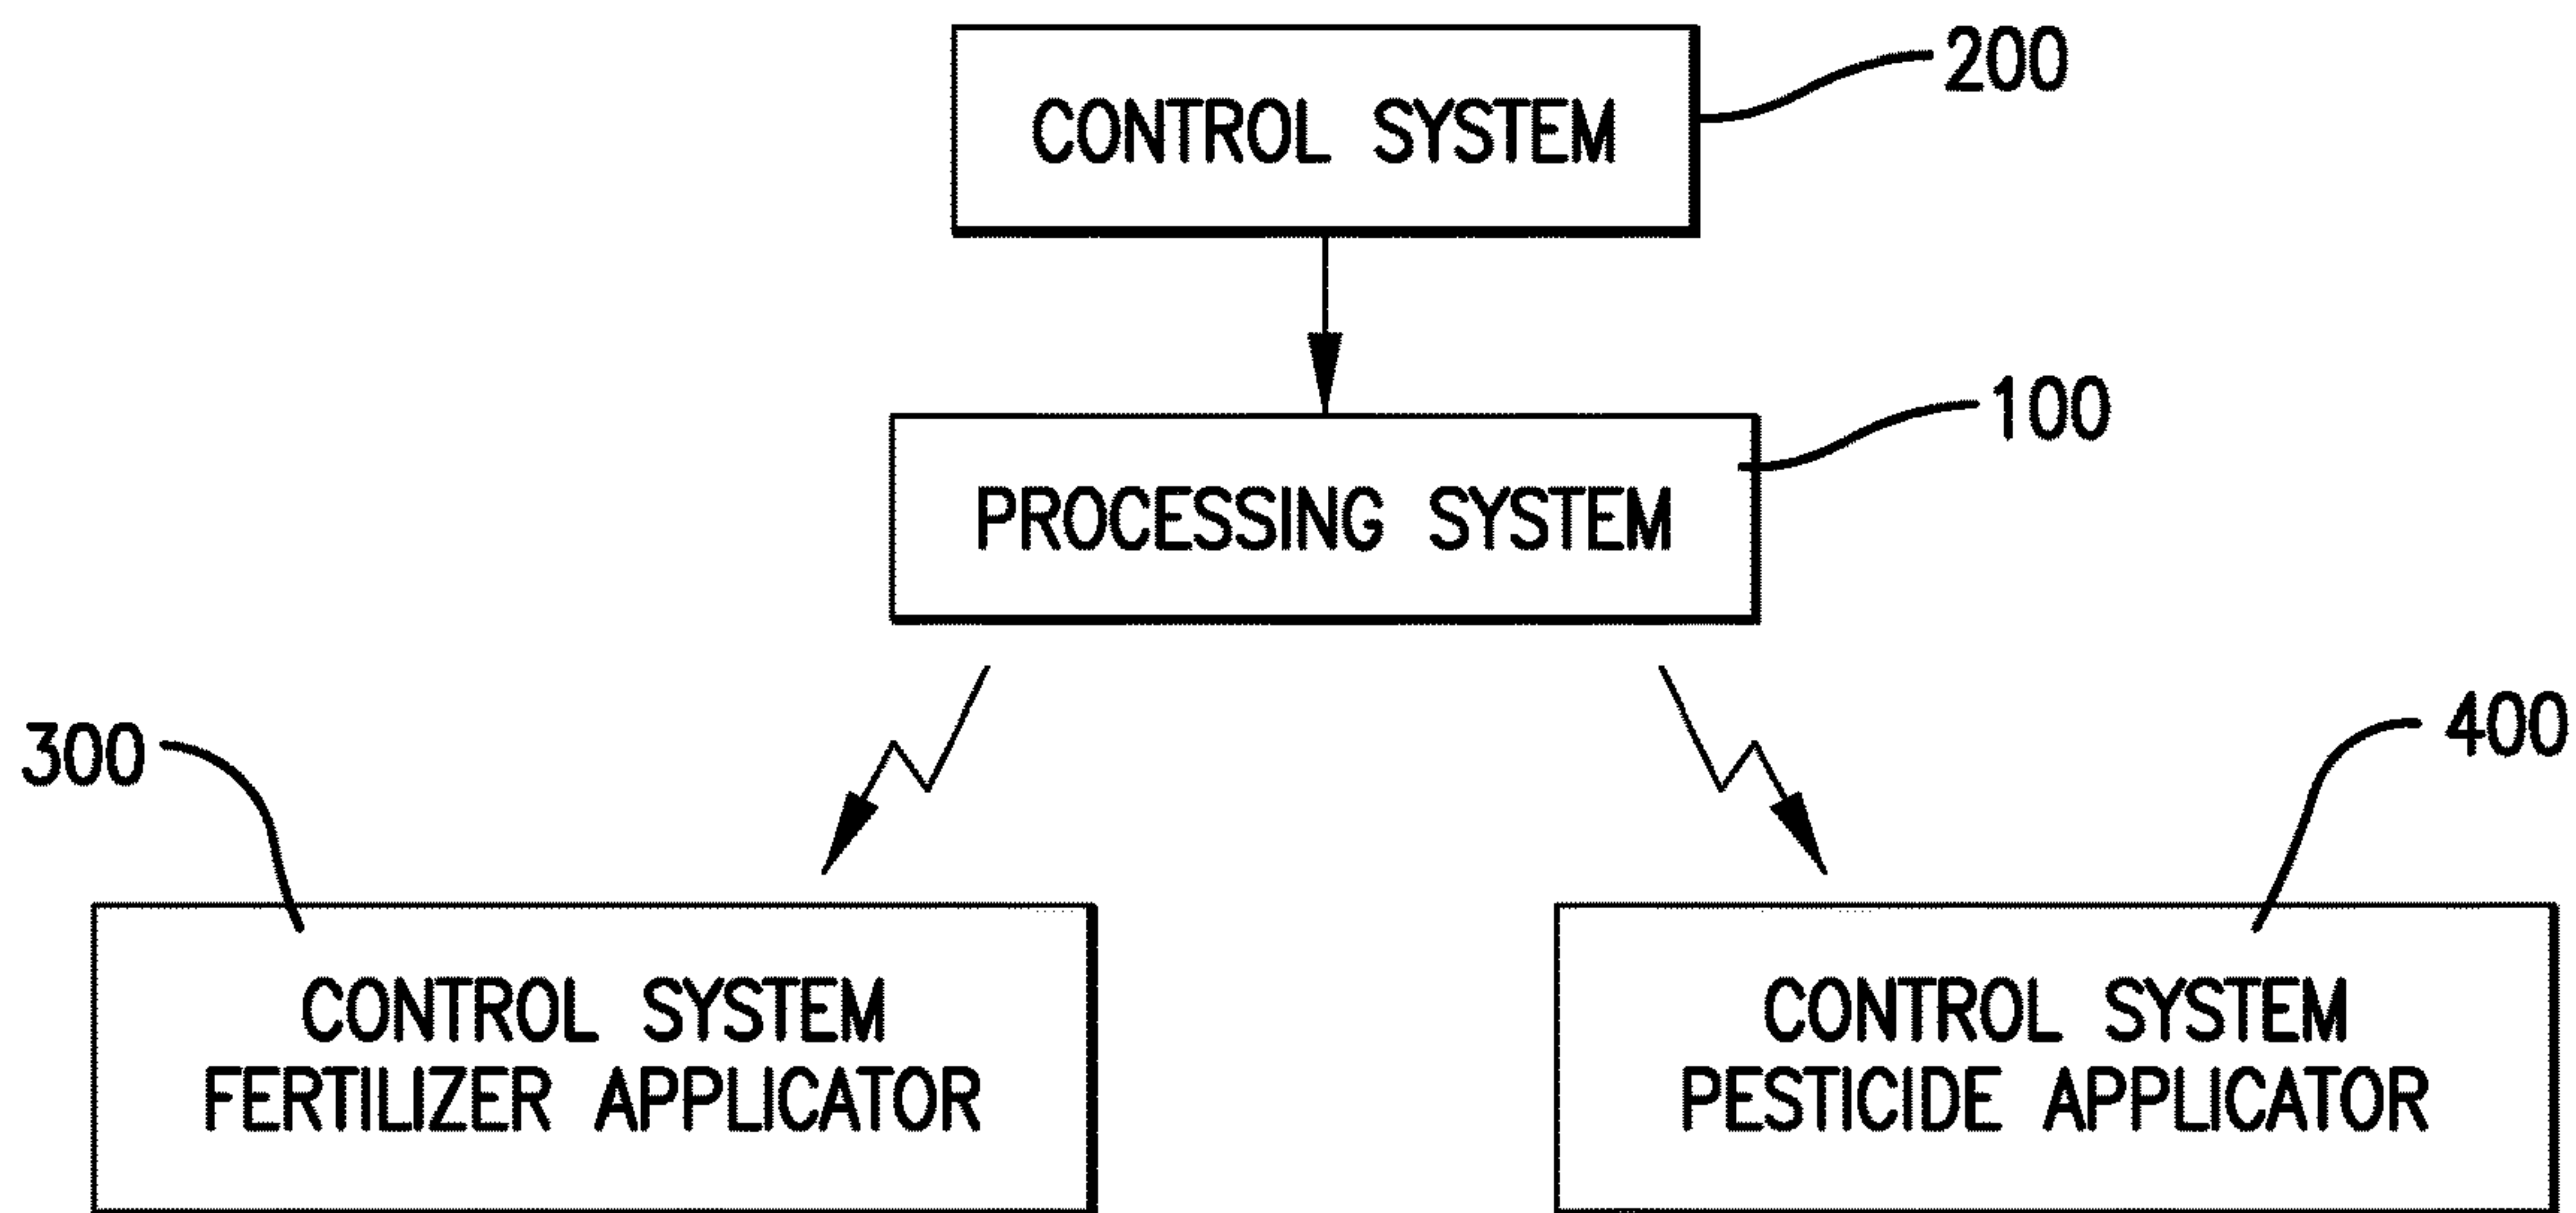 CONTROL SYSTEM
200
PROCESSING SYSTEM
100
300
CONTROL SYSTEM
FERTILIZER APPLICATOR
400
CONTROL SYSTEM
PESTICIDE APPLICATOR